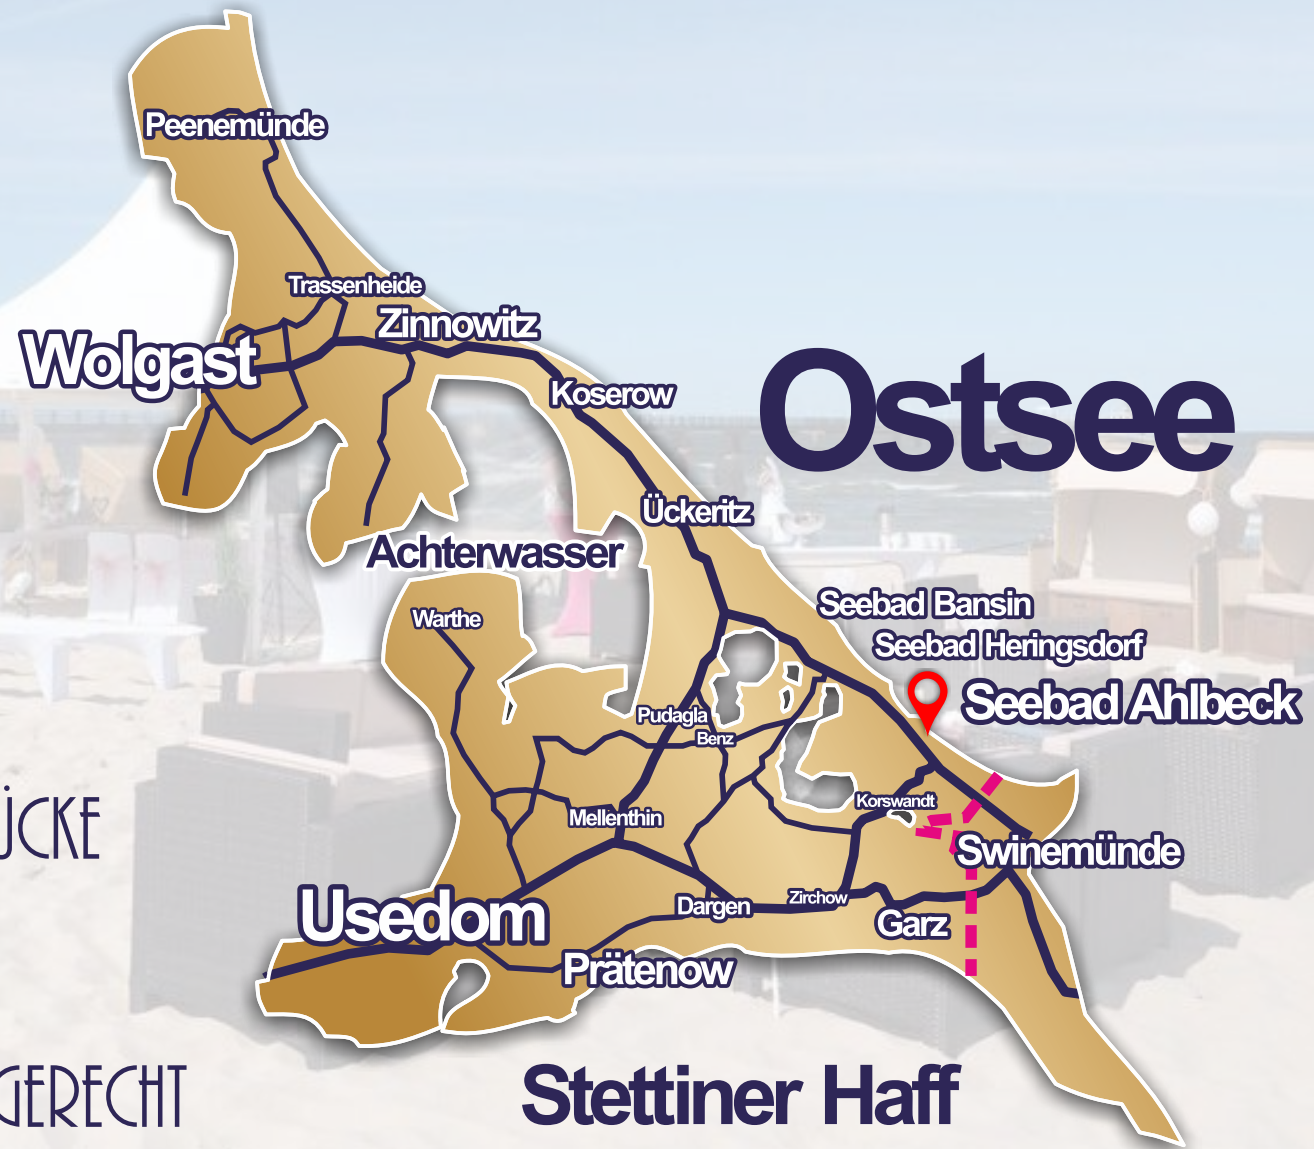 Peenemünde
Trassenheide
Zinnowitz
Wolgast
Koserow
Ostsee
Ückeritz
Achterwasser
Warthe
Seebad Bansin
Seebad Heringsdorf
Seebad Ahlbeck
Pudagla
Benz
Korswandt
Mellenthin
ÜCKE
Swinemünde
Zirchow
Dargen
Usedom
Garz
Prätenow
Stettiner Haff
GERECHT